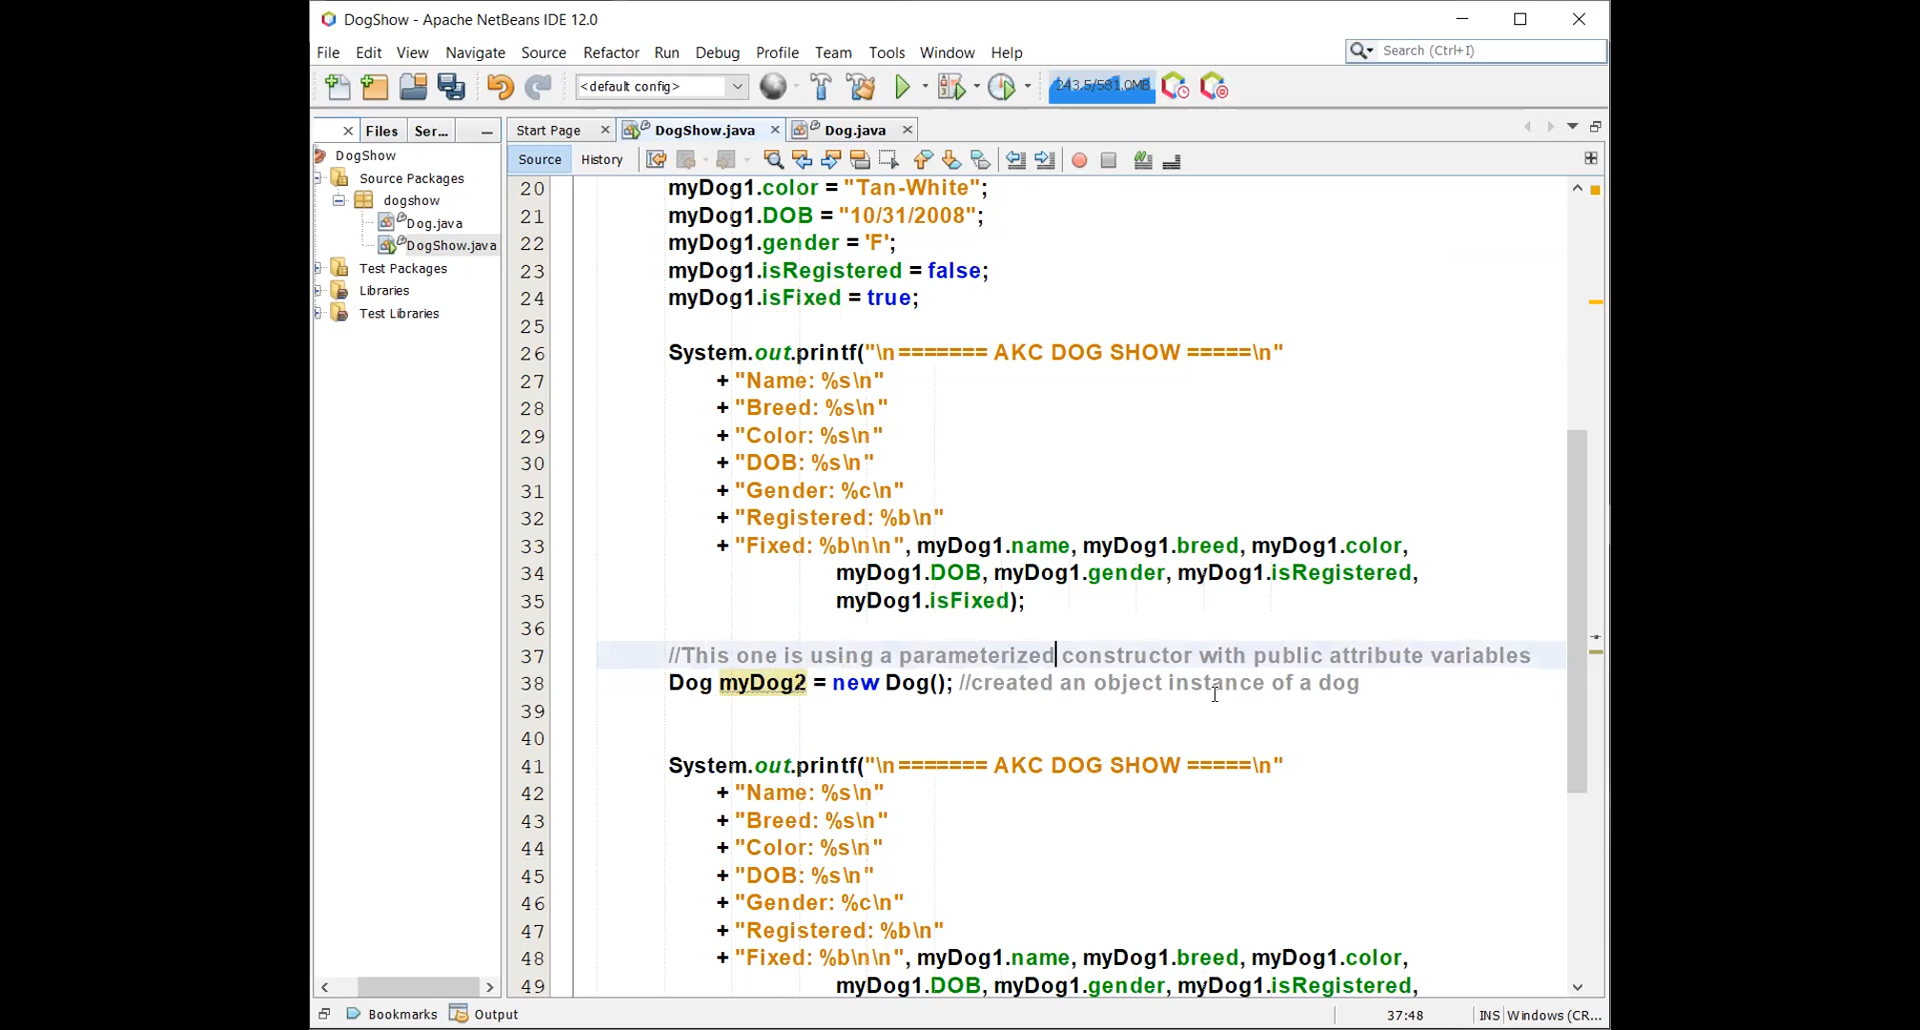 DogShow - Apache NetBeans IDE 12.0
File Edit View Navigate Source Refactor Run Debug Profile Team Tools Window Help
Search (Ctrl+I)
<default config>
243.5/581.0MB
Files Ser...
Start Page DogShow.java Dog.java
Source History
DogShow
Source Packages
dogshow
Dog.java
DogShow.java
Test Packages
Libraries
Test Libraries
20 myDog1.color = "Tan-White";
21 myDog1.DOB = "10/31/2008";
22 myDog1.gender = 'F';
23 myDog1.isRegistered = false;
24 myDog1.isFixed = true;
25
26 System.out.printf("\n======= AKC DOG SHOW =====\n"
27 + "Name: %s\n"
28 + "Breed: %s\n"
29 + "Color: %s\n"
30 + "DOB: %s\n"
31 + "Gender: %c\n"
32 + "Registered: %b\n"
33 + "Fixed: %b\n\n", myDog1.name, myDog1.breed, myDog1.color,
34 myDog1.DOB, myDog1.gender, myDog1.isRegistered,
35 myDog1.isFixed);
36
37 //This one is using a parameterized constructor with public attribute variables
38 Dog myDog2 = new Dog(); //created an object instance of a dog
39
40
41 System.out.printf("\n======= AKC DOG SHOW =====\n"
42 + "Name: %s\n"
43 + "Breed: %s\n"
44 + "Color: %s\n"
45 + "DOB: %s\n"
46 + "Gender: %c\n"
47 + "Registered: %b\n"
48 + "Fixed: %b\n\n", myDog1.name, myDog1.breed, myDog1.color,
49 myDog1.DOB, myDog1.gender, myDog1.isRegistered,
Bookmarks Output
37:48 INS Windows (CR...